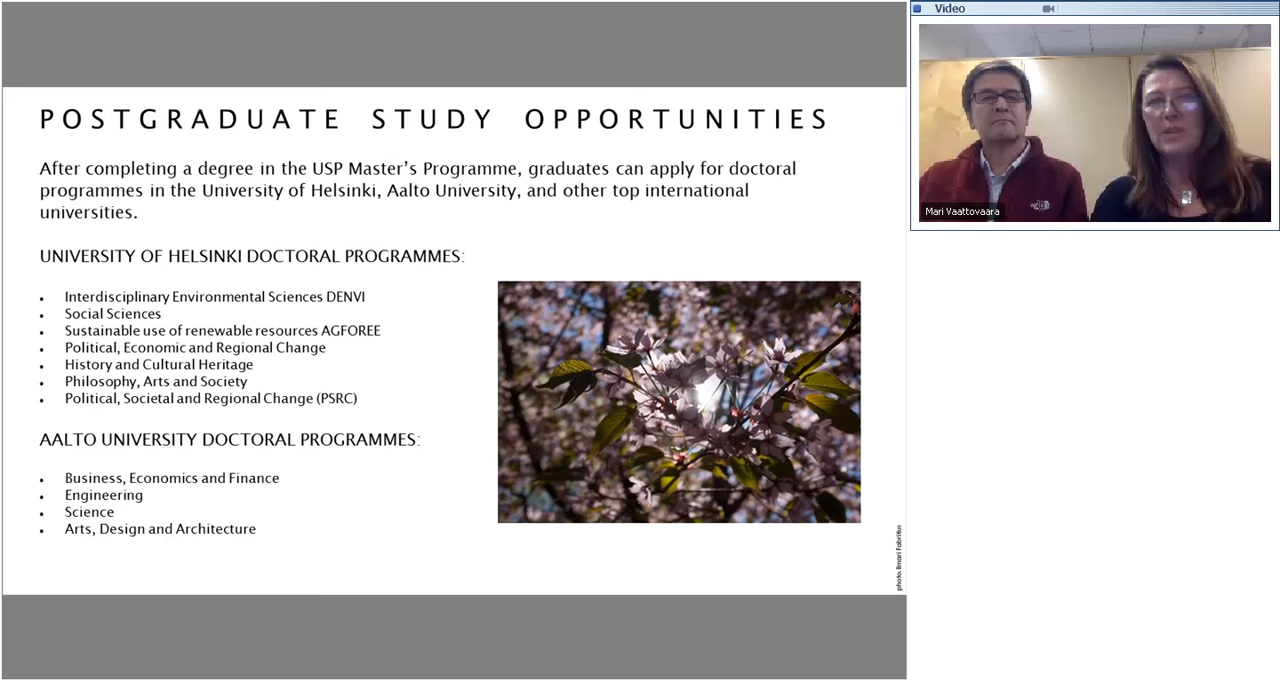 POSTGRADUATE STUDY OPPORTUNITIES
After completing a degree in the USP Master's Programme, graduates can apply for doctoral
programmes in the University of Helsinki, Aalto University, and other top international
universities.
UNIVERSITY OF HELSINKI DOCTORAL PROGRAMMES:
• Interdisciplinary Environmental Sciences DENVI
• Social Sciences
• Sustainable use of renewable resources AGFOREE
• Political, Economic and Regional Change
• History and Cultural Heritage
• Philosophy, Arts and Society
• Political, Societal and Regional Change (PSRC)
AALTO UNIVERSITY DOCTORAL PROGRAMMES:
• Business, Economics and Finance
• Engineering
• Science
• Arts, Design and Architecture
photo: Ilmari Fabritius
Video
Mari Vaattovaara